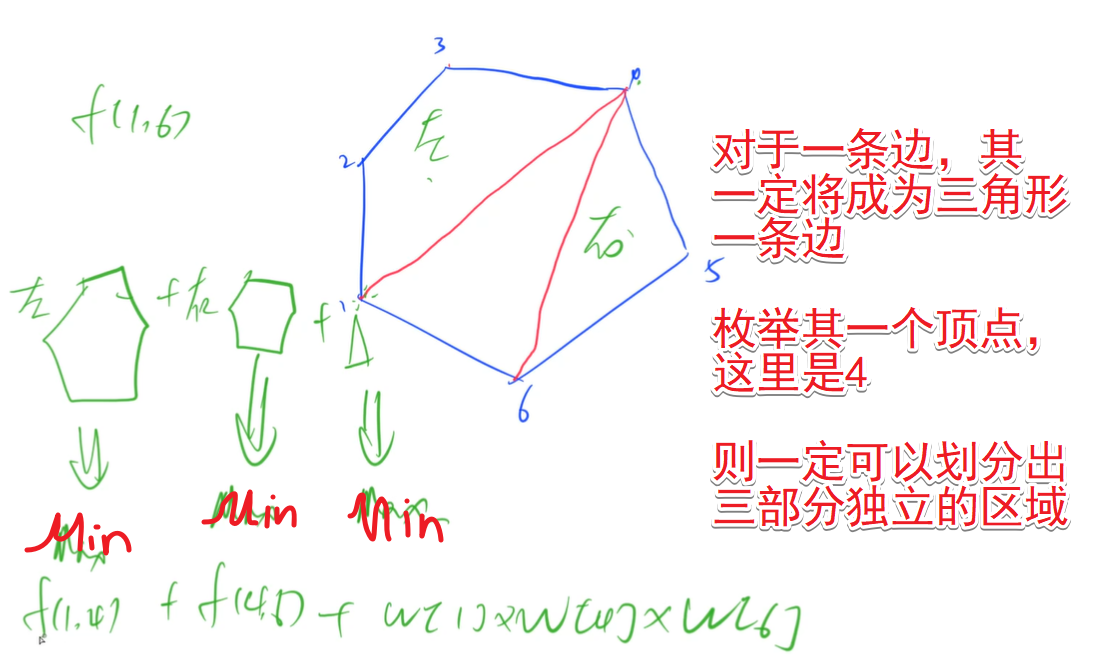 3
f(1,6)
左
2
对于一条边，其
一定将成为三角形
一条边
右
5
左 + 右 + △
1
枚举其一个顶点，
这里是4
6
则一定可以划分出
三部分独立的区域
Min Min Min
f(1,4) + f(4,6) + w[1]×w[4]×w[6]